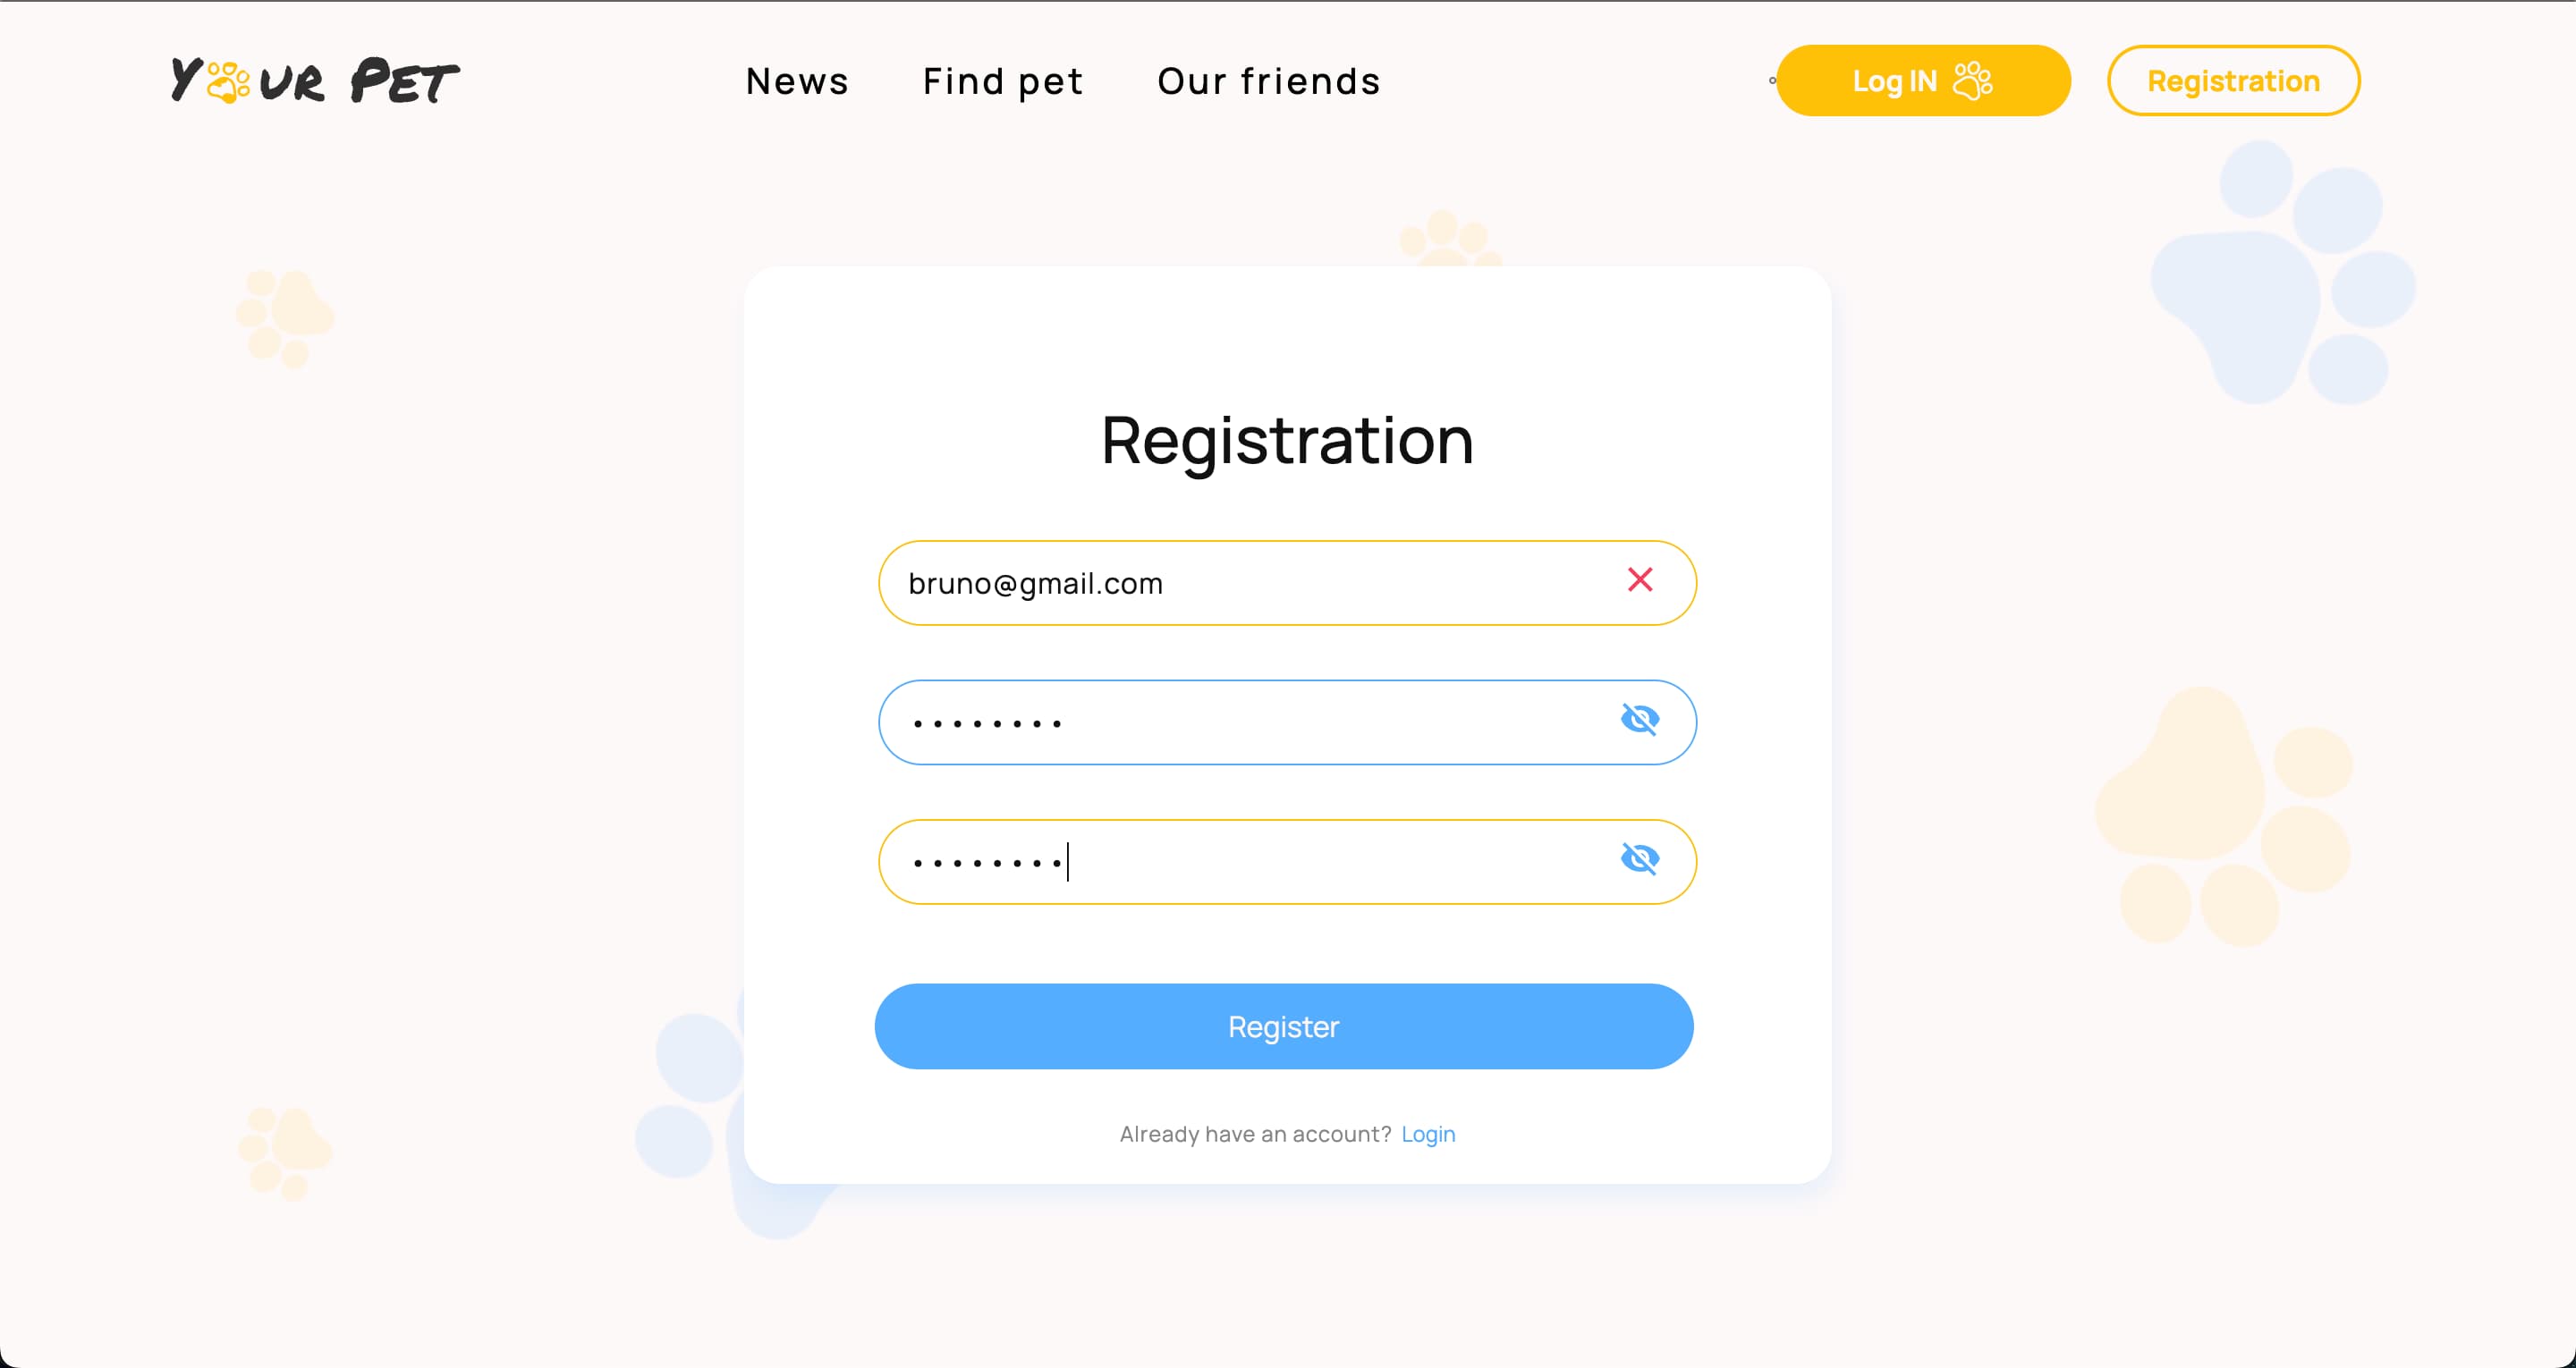 Your Pet
News Find pet Our friends Log IN Registration
Registration
bruno@gmail.com
••••••••
••••••••
Register
Already have an account? Login